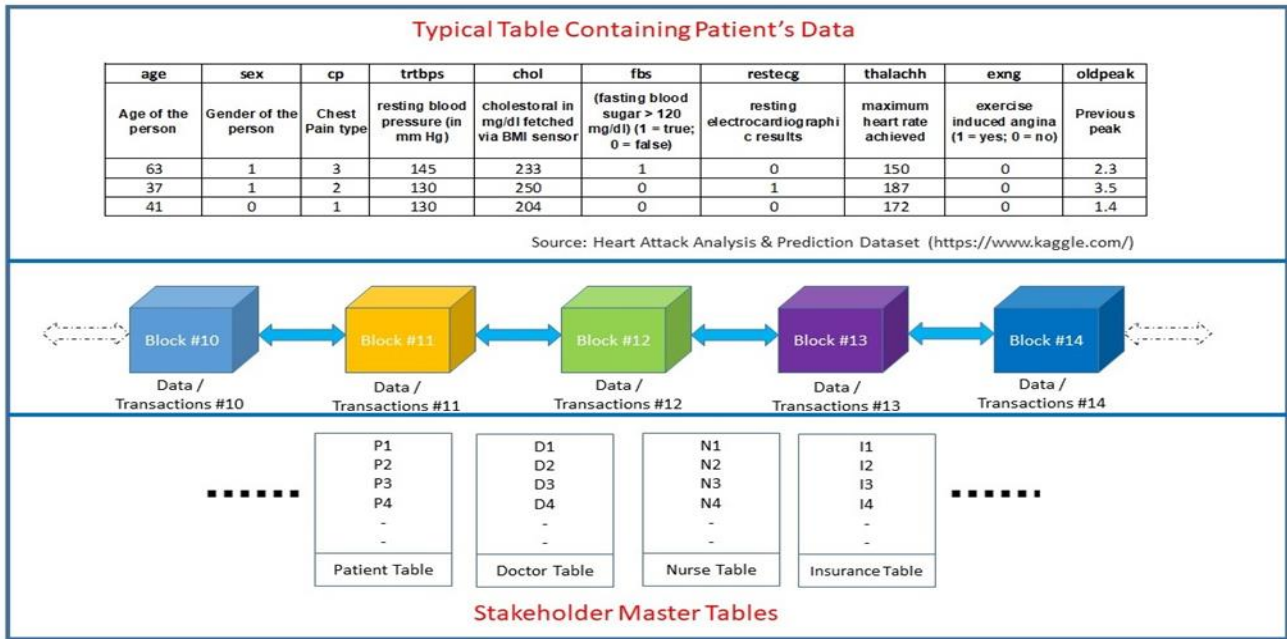 Typical Table Containing Patient's Data
age sex cp trtbps chol fbs restecg thalachh exng oldpeak
Age of the person Gender of the person Chest Pain type resting blood pressure (in mm Hg) cholestoral in mg/dl fetched via BMI sensor (fasting blood sugar > 120 mg/dl) (1 = true; 0 = false) resting electrocardiographic results maximum heart rate achieved exercise induced angina (1 = yes; 0 = no) Previous peak
63 1 3 145 233 1 0 150 0 2.3
37 1 2 130 250 0 1 187 0 3.5
41 0 1 130 204 0 0 172 0 1.4
Source: Heart Attack Analysis & Prediction Dataset (https://www.kaggle.com/)
Block #10 Block #11 Block #12 Block #13 Block #14
Data / Data / Data / Data / Data /
Transactions #10 Transactions #11 Transactions #12 Transactions #13 Transactions #14
P1 D1 N1 I1
P2 D2 N2 I2
P3 D3 N3 I3
P4 D4 N4 I4
- - - -
- - - -
Patient Table Doctor Table Nurse Table Insurance Table
Stakeholder Master Tables